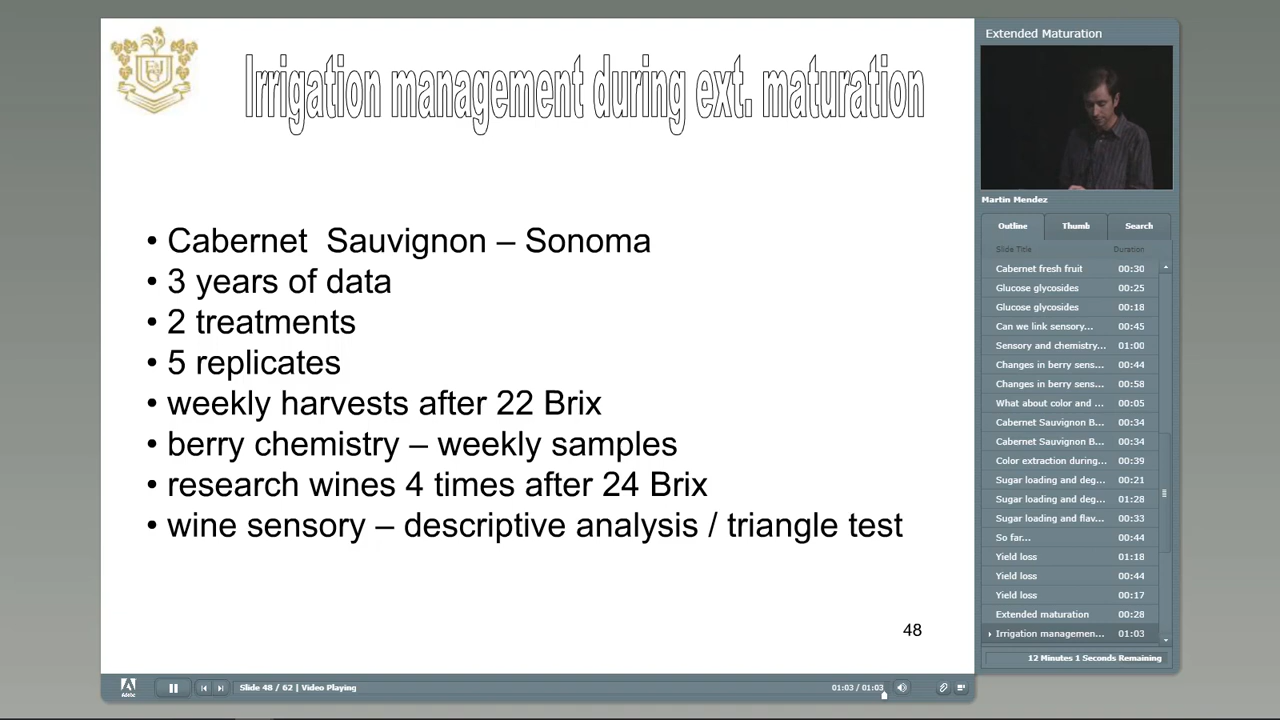 Irrigation management during ext. maturation
• Cabernet Sauvignon – Sonoma
• 3 years of data
• 2 treatments
• 5 replicates
• weekly harvests after 22 Brix
• berry chemistry – weekly samples
• research wines 4 times after 24 Brix
• wine sensory – descriptive analysis / triangle test
48
Extended Maturation
Martin Mendez
Outline Thumb Search
Slide Title Duration
Cabernet fresh fruit 00:30
Glucose glycosides 00:25
Glucose glycosides 00:18
Can we link sensory... 00:45
Sensory and chemistry... 01:00
Changes in berry sens... 00:44
Changes in berry sens... 00:58
What about color and ... 00:05
Cabernet Sauvignon B... 00:34
Cabernet Sauvignon B... 00:34
Color extraction during... 00:39
Sugar loading and deg... 00:21
Sugar loading and deg... 01:28
Sugar loading and flav... 00:33
So far... 00:44
Yield loss 01:18
Yield loss 00:44
Yield loss 00:17
Extended maturation 00:28
Irrigation managemen... 01:03
12 Minutes 1 Seconds Remaining
Adobe
Slide 48 / 62 | Video Playing
01:03 / 01:03